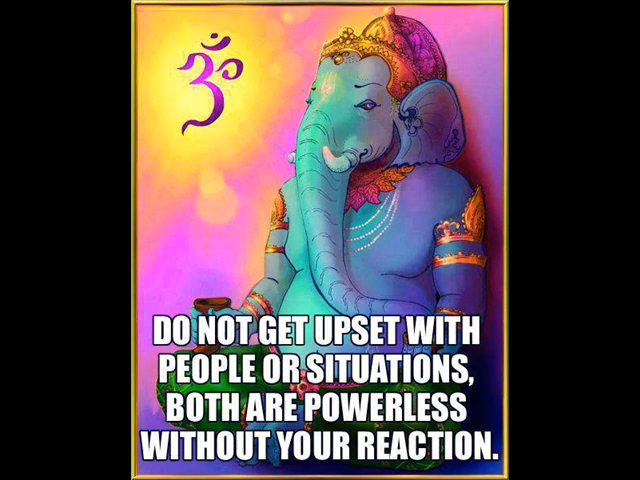 ॐ
DO NOT GET UPSET WITH
PEOPLE OR SITUATIONS,
BOTH ARE POWERLESS
WITHOUT YOUR REACTION.